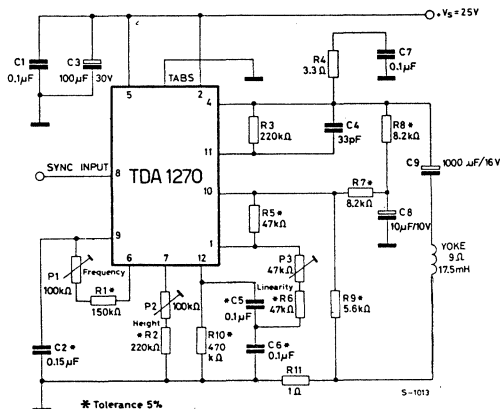 +Vs=25V
C1
0.1µF
C3
100µF
30V
TABS
5
2
R4
3.3Ω
C7
0.1µF
4
R3
220kΩ
C4
33pF
R8*
8.2kΩ
C9
1000µF/16V
11
TDA 1270
SYNC INPUT
8
10
R7*
8.2kΩ
C8
10µF/10V
R5*
47kΩ
YOKE
9Ω
17.5mH
9
1
6
7
12
P1
Frequency
100kΩ
R1*
150kΩ
P3
47kΩ
Linearity
P2
100kΩ
Height
*C5
0.1µF
*R6
47kΩ
R9*
5.6kΩ
C2*
0.15µF
*R2
220kΩ
R10*
470
kΩ
C6*
0.1µF
R11
1Ω
S-1013
* Tolerance 5%